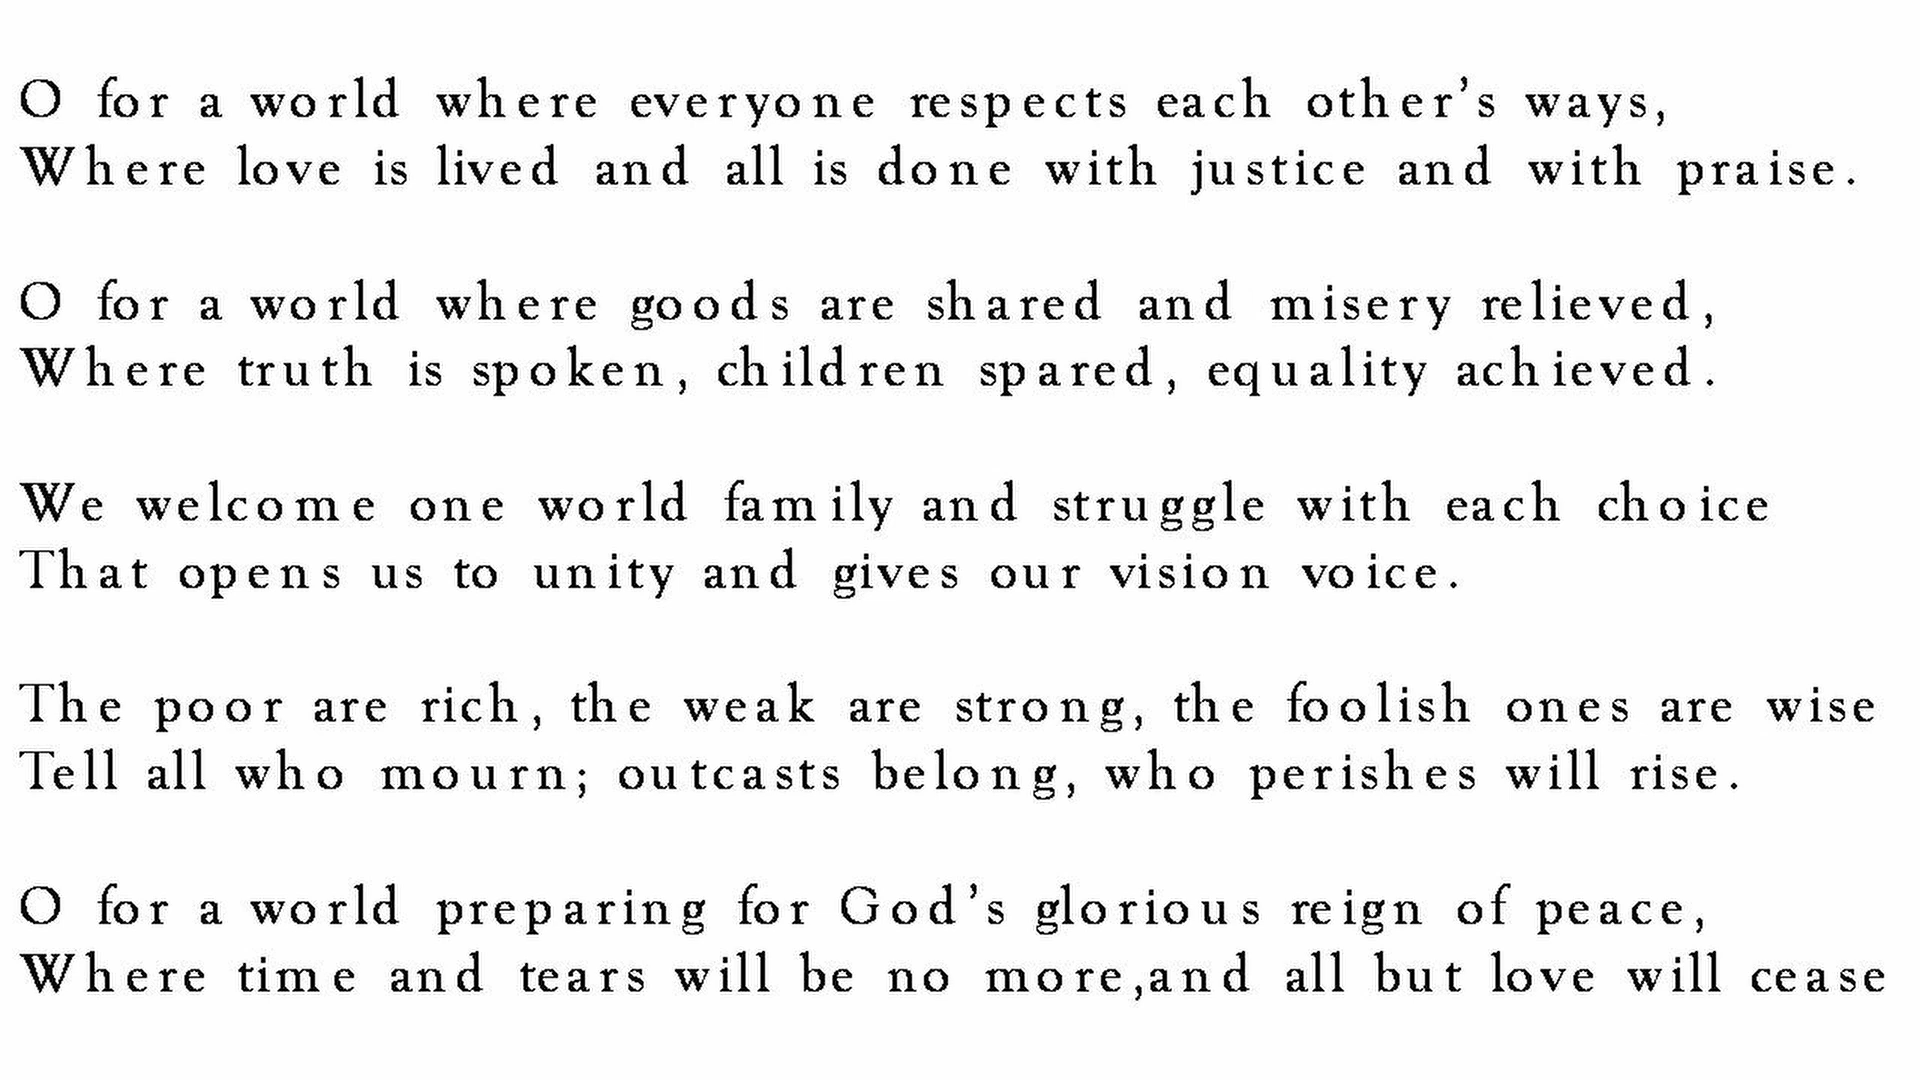 O for a world where everyone respects each other’s ways,
Where love is lived and all is done with justice and with praise.
O for a world where goods are shared and misery relieved,
Where truth is spoken, children spared, equality achieved.
We welcome one world family and struggle with each choice
That opens us to unity and gives our vision voice.
The poor are rich, the weak are strong, the foolish ones are wise
Tell all who mourn; outcasts belong, who perishes will rise.
O for a world preparing for God’s glorious reign of peace,
Where time and tears will be no more,and all but love will cease